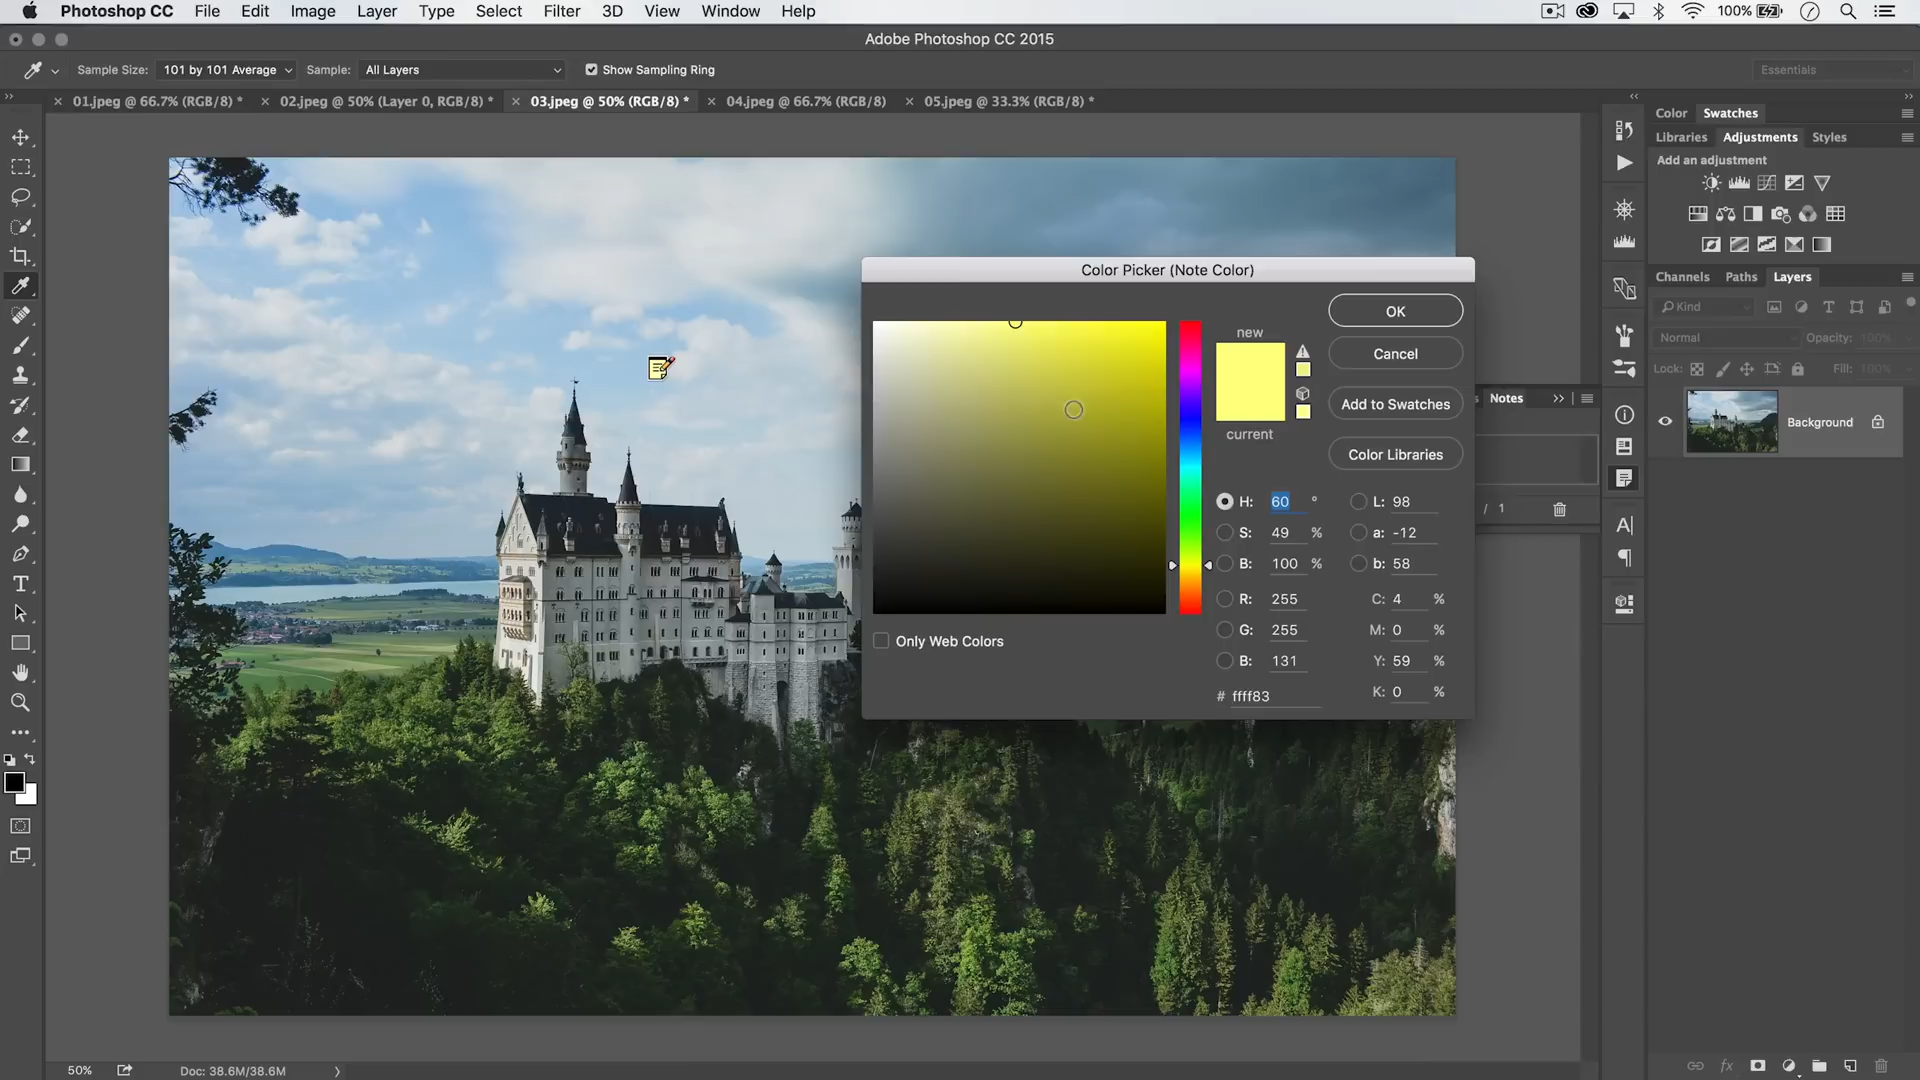 Photoshop CC File Edit Image Layer Type Select Filter 3D View Window Help 100%
Adobe Photoshop CC 2015
Sample Size: 101 by 101 Average Sample: All Layers Show Sampling Ring Essentials
01.jpeg @ 66.7% (RGB/8) * 02.jpeg @ 50% (Layer 0, RGB/8) * 03.jpeg @ 50% (RGB/8) * 04.jpeg @ 66.7% (RGB/8) 05.jpeg @ 33.3% (RGB/8) *
Color Swatches
Libraries Adjustments Styles
Add an adjustment
Channels Paths Layers
Kind
Normal Opacity: 100%
Lock: Fill: 100%
Background
Notes
/ 1
Color Picker (Note Color)
new
current
OK
Cancel
Add to Swatches
Color Libraries
H: 60 ° L: 98
S: 49 % a: -12
B: 100 % b: 58
R: 255 C: 4 %
G: 255 M: 0 %
B: 131 Y: 59 %
# ffff83 K: 0 %
Only Web Colors
50% Doc: 38.6M/38.6M